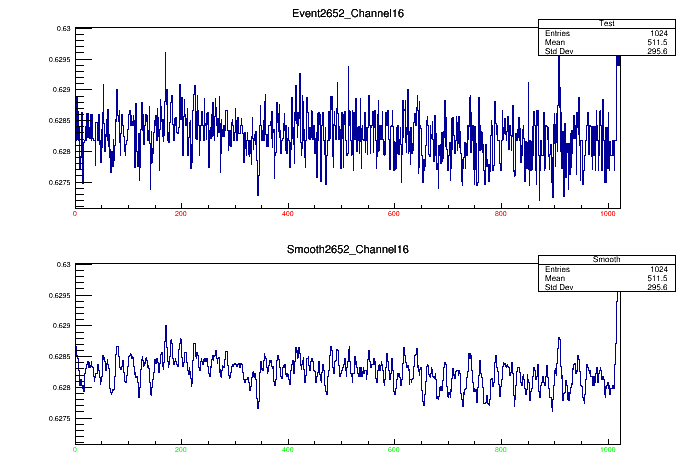 Event2652_Channel16
Test
Entries 1024
Mean 511.5
Std Dev 295.6
0.63
0.6295
0.629
0.6285
0.628
0.6275
0 200 400 600 800 1000
Smooth2652_Channel16
Smooth
Entries 1024
Mean 511.5
Std Dev 295.6
0.63
0.6295
0.629
0.6285
0.628
0.6275
0 200 400 600 800 1000